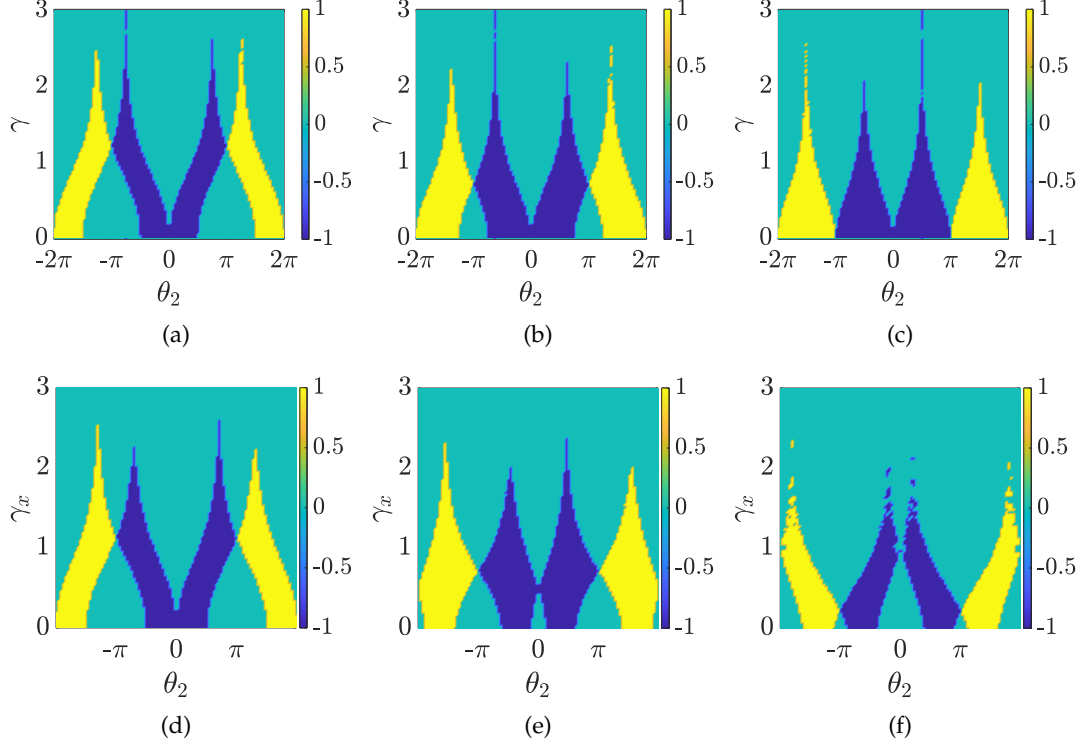 3 1 3 1 3 1
2 0.5 2 0.5 2 0.5
γ 0 γ 0 γ 0
1 -0.5 1 -0.5 1 -0.5
0 -1 0 -1 0 -1
-2π -π 0 π 2π -2π -π 0 π 2π -2π -π 0 π 2π
θ₂ θ₂ θ₂
(a) (b) (c)
3 1 3 1 3 1
2 0.5 2 0.5 2 0.5
γₓ 0 γₓ 0 γₓ 0
1 -0.5 1 -0.5 1 -0.5
0 -1 0 -1 0 -1
-π 0 π -π 0 π -π 0 π
θ₂ θ₂ θ₂
(d) (e) (f)